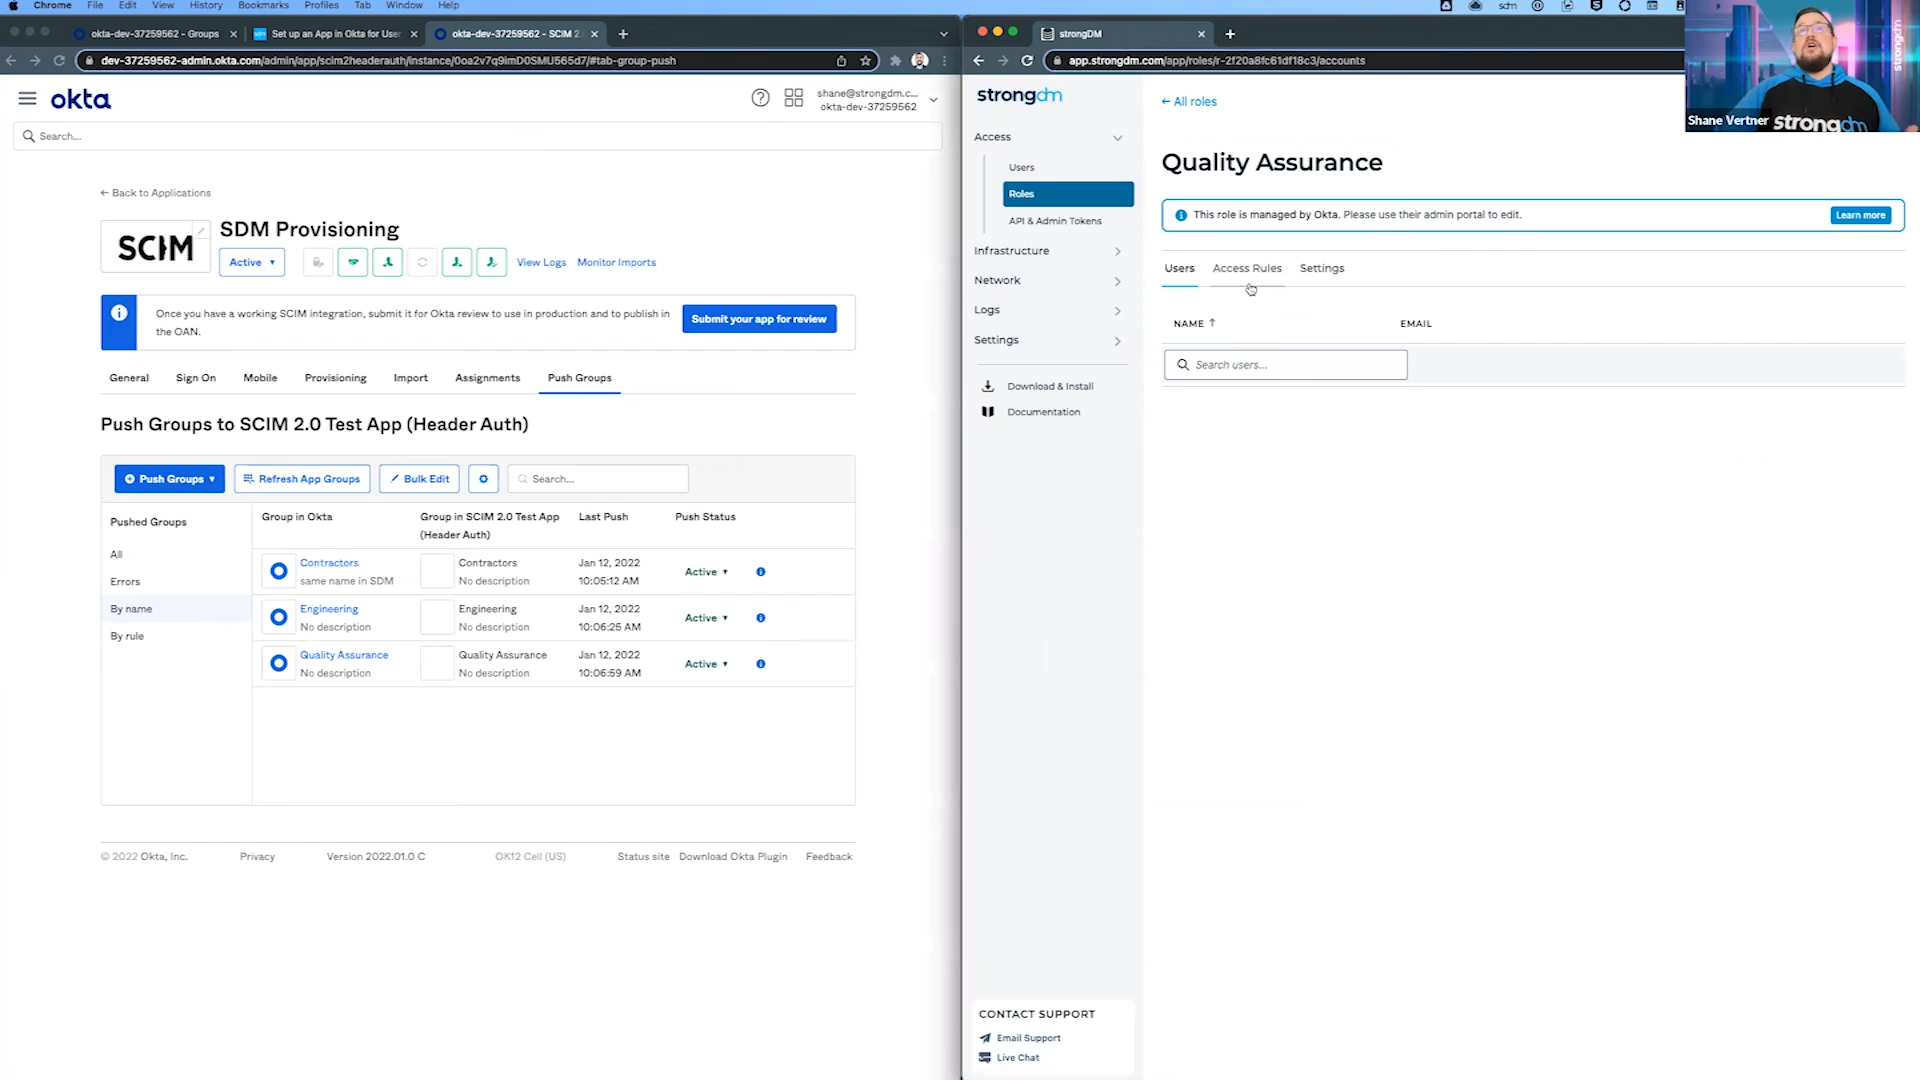 Chrome File Edit View History Bookmarks Profiles Tab Window Help
sdm
okta-dev-37259562 - Groups
Set up an App in Okta for User
okta-dev-37259562 - SCIM 2.
dev-37259562-admin.okta.com/admin/app/scim2headerauth/instance/0oa2v7q9imD0SMU565d7/#tab-group-push
okta
shane@strongdm.c...
okta-dev-37259562
Search...
← Back to Applications
SCIM
SDM Provisioning
Active
View Logs
Monitor Imports
Once you have a working SCIM integration, submit it for Okta review to use in production and to publish in
the OAN.
Submit your app for review
General Sign On Mobile Provisioning Import Assignments Push Groups
Push Groups to SCIM 2.0 Test App (Header Auth)
Push Groups
Refresh App Groups
Bulk Edit
Search...
Pushed Groups
All
Errors
By name
By rule
Group in Okta
Group in SCIM 2.0 Test App
(Header Auth)
Last Push
Push Status
Contractors
same name in SDM
Contractors
No description
Jan 12, 2022
10:05:12 AM
Active
Engineering
No description
Engineering
No description
Jan 12, 2022
10:06:25 AM
Active
Quality Assurance
No description
Quality Assurance
No description
Jan 12, 2022
10:06:59 AM
Active
© 2022 Okta, Inc.
Privacy
Version 2022.01.0 C
OK12 Cell (US)
Status site
Download Okta Plugin
Feedback
strongDM
app.strongdm.com/app/roles/r-2f20a8fc61df18c3/accounts
strongdm
Access
Users
Roles
API & Admin Tokens
Infrastructure
Network
Logs
Settings
Download & Install
Documentation
CONTACT SUPPORT
Email Support
Live Chat
← All roles
Quality Assurance
This role is managed by Okta. Please use their admin portal to edit.
Learn more
Users Access Rules Settings
NAME ↑
EMAIL
Search users...
Shane Vertner
strongdm
strongdm